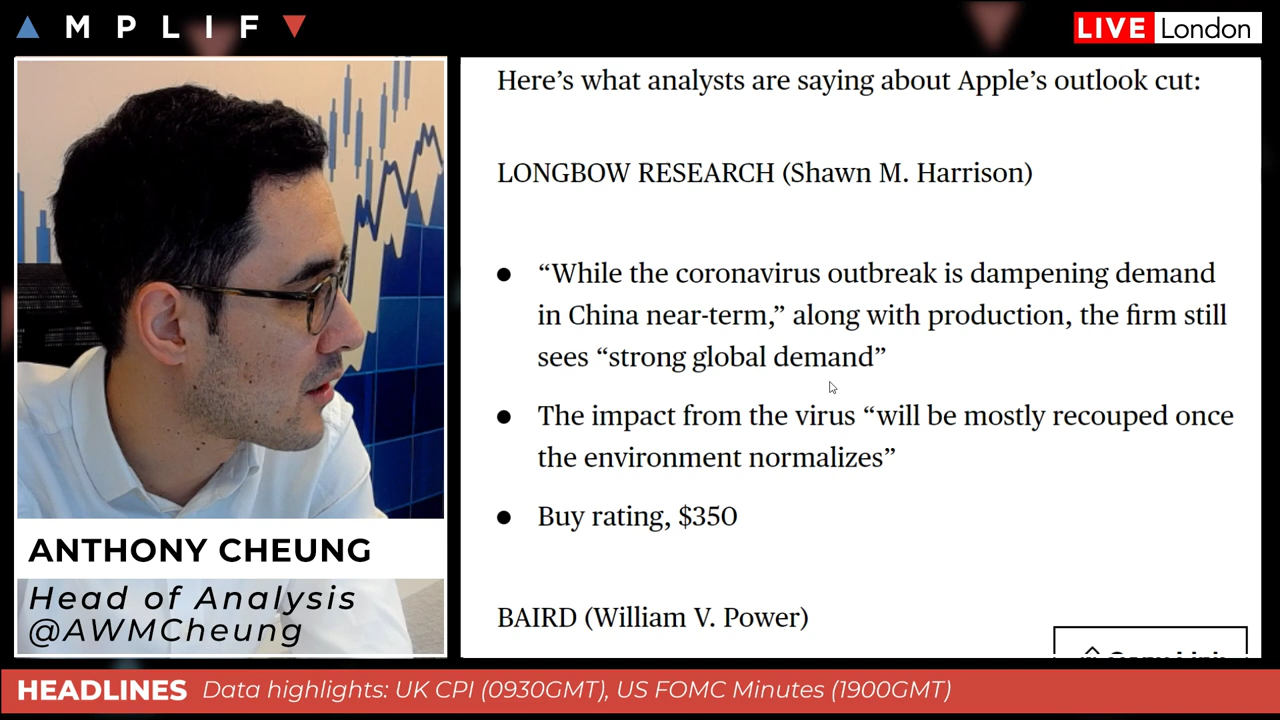 ▲ MPLIF▼
LIVE London
Here’s what analysts are saying about Apple’s outlook cut:
LONGBOW RESEARCH (Shawn M. Harrison)
● “While the coronavirus outbreak is dampening demand
in China near-term,” along with production, the firm still
sees “strong global demand”
● The impact from the virus “will be mostly recouped once
the environment normalizes”
● Buy rating, $350
BAIRD (William V. Power)
ANTHONY CHEUNG
Head of Analysis
@AWMCheung
HEADLINES Data highlights: UK CPI (0930GMT), US FOMC Minutes (1900GMT)